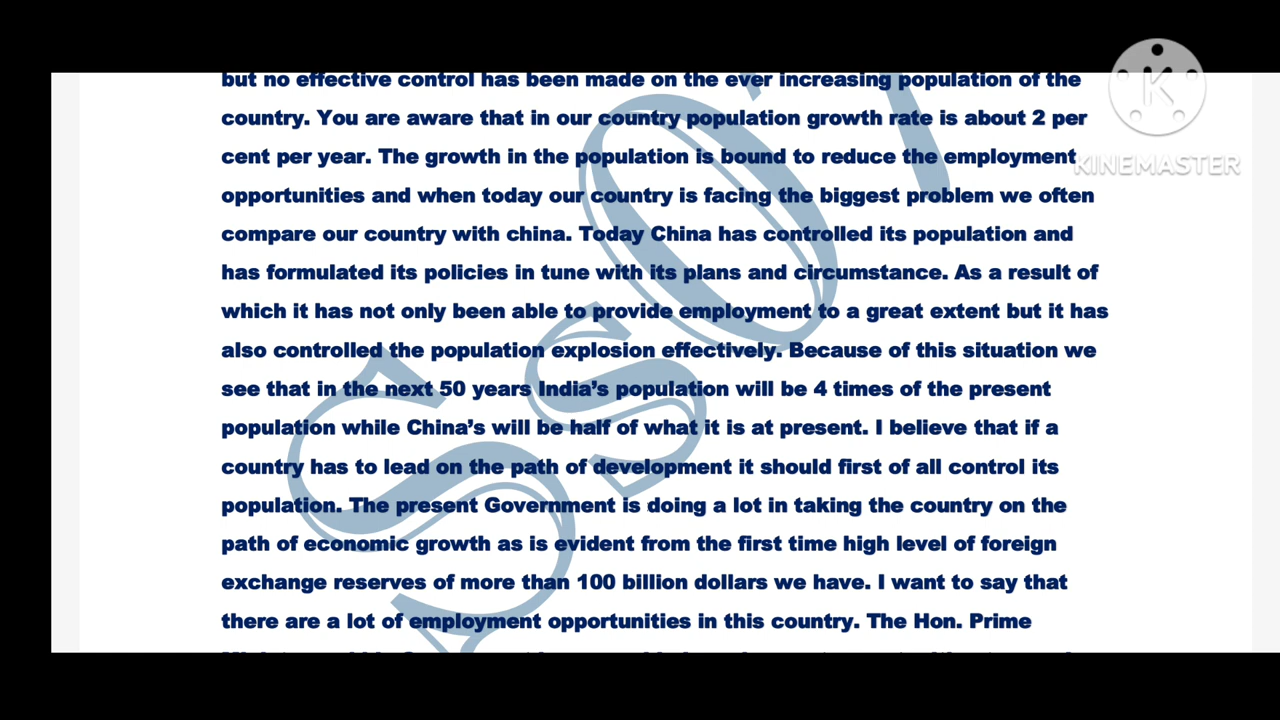 but no effective control has been made on the ever increasing population of the
country. You are aware that in our country population growth rate is about 2 per
cent per year. The growth in the population is bound to reduce the employment
opportunities and when today our country is facing the biggest problem we often
compare our country with china. Today China has controlled its population and
has formulated its policies in tune with its plans and circumstance. As a result of
which it has not only been able to provide employment to a great extent but it has
also controlled the population explosion effectively. Because of this situation we
see that in the next 50 years India's population will be 4 times of the present
population while China's will be half of what it is at present. I believe that if a
country has to lead on the path of development it should first of all control its
population. The present Government is doing a lot in taking the country on the
path of economic growth as is evident from the first time high level of foreign
exchange reserves of more than 100 billion dollars we have. I want to say that
there are a lot of employment opportunities in this country. The Hon. Prime
KINEMASTER